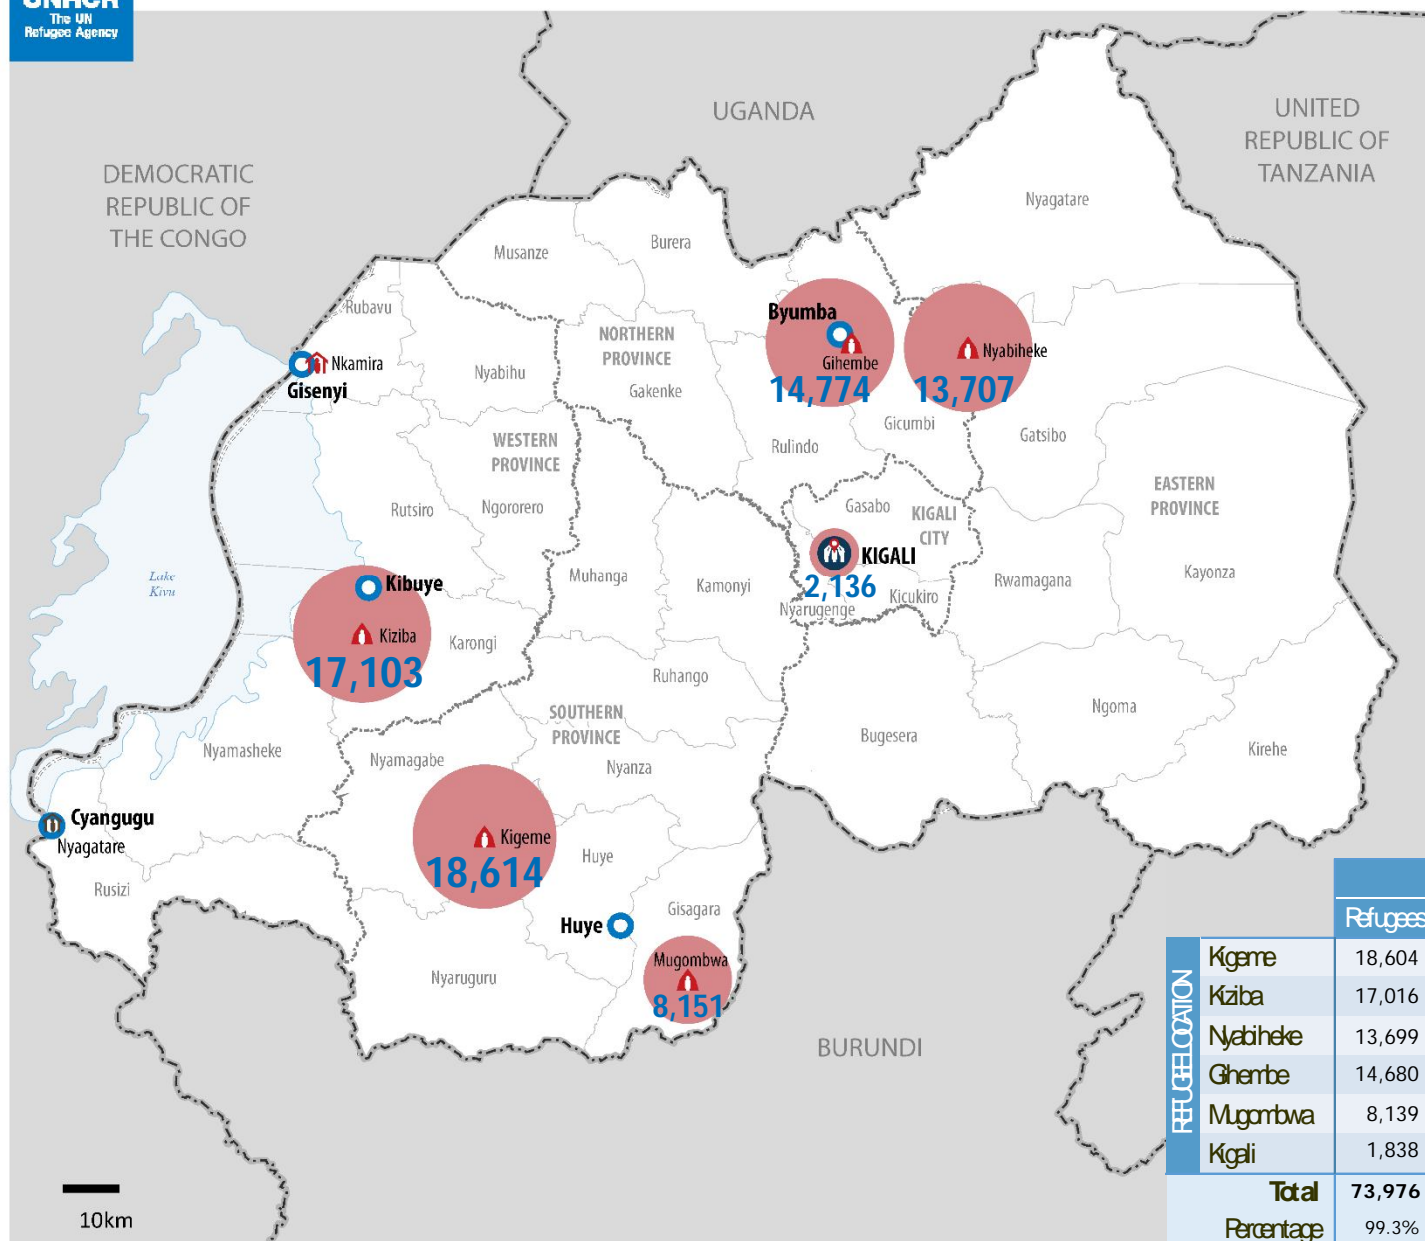 UNHCR
The UN
Refugee Agency
UGANDA
UNITED
REPUBLIC OF
TANZANIA
DEMOCRATIC
REPUBLIC OF
THE CONGO
Nyagatare
Burera
Musanze
Rubavu
Byumba
Gihembe
14,774
Nyabiheke
13,707
NORTHERN
PROVINCE
Nkamira
Gisenyi
Nyabihu
Gakenke
Gicumbi
Gatsibo
Rulindo
WESTERN
PROVINCE
EASTERN
PROVINCE
Rutsiro
Ngororero
Gasabo
KIGALI
CITY
KIGALI
2,136
Lake
Kivu
Kibuye
Muhanga
Kamonyi
Nyarugenge
Kicukiro
Rwamagana
Kayonza
Kiziba
17,103
Karongi
Ruhango
SOUTHERN
PROVINCE
Ngoma
Bugesera
Kirehe
Nyamasheke
Nyamagabe
Nyanza
Cyangugu
Nyagatare
Kigeme
18,614
Huye
Rusizi
Gisagara
Huye
Nyaruguru
Mugombwa
8,151
BURUNDI
10km
Refugees
REFUGEE LOCATION
Kigeme 18,604
Kiziba 17,016
Nyabiheke 13,699
Gihembe 14,680
Mugombwa 8,139
Kigali 1,838
Total 73,976
Percentage 99.3%